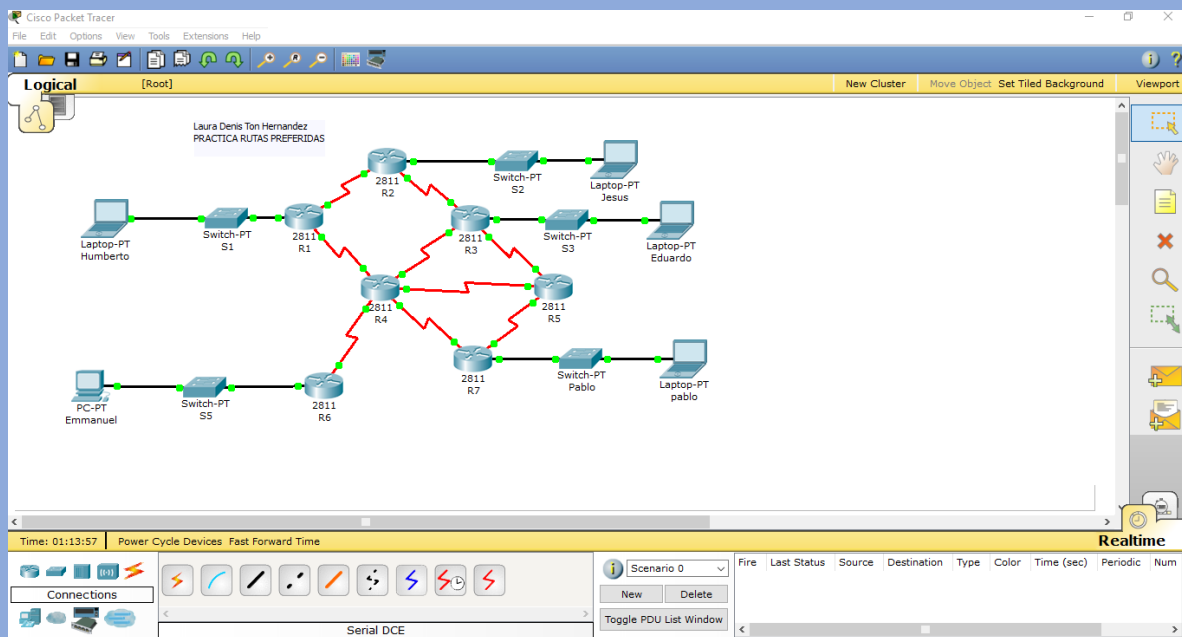 Cisco Packet Tracer
File Edit Options View Tools Extensions Help
Logical [Root] New Cluster Move Object Set Tiled Background Viewport
Laura Denis Ton Hernandez
PRACTICA RUTAS PREFERIDAS
2811
R2
Switch-PT
S2
Laptop-PT
Jesus
Laptop-PT
Humberto
Switch-PT
S1
2811
R1
2811
R3
Switch-PT
S3
Laptop-PT
Eduardo
2811
R4
2811
R5
2811
R7
Switch-PT
Pablo
Laptop-PT
pablo
PC-PT
Emmanuel
Switch-PT
S5
2811
R6
Realtime
Time: 01:13:57 Power Cycle Devices Fast Forward Time
Connections
Serial DCE
Scenario 0
New Delete
Toggle PDU List Window
Fire Last Status Source Destination Type Color Time (sec) Periodic Num